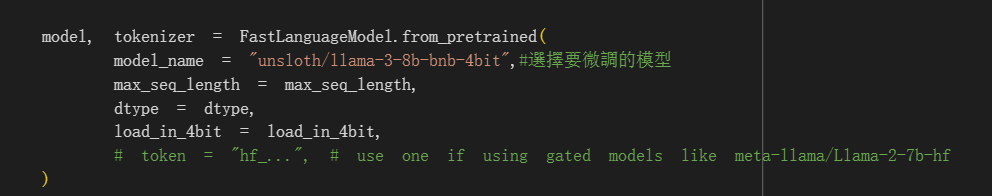 model, tokenizer = FastLanguageModel.from_pretrained(
model_name = "unsloth/llama-3-8b-bnb-4bit",#選擇要微調的模型
max_seq_length = max_seq_length,
dtype = dtype,
load_in_4bit = load_in_4bit,
# token = "hf_...", # use one if using gated models like meta-llama/Llama-2-7b-hf
)